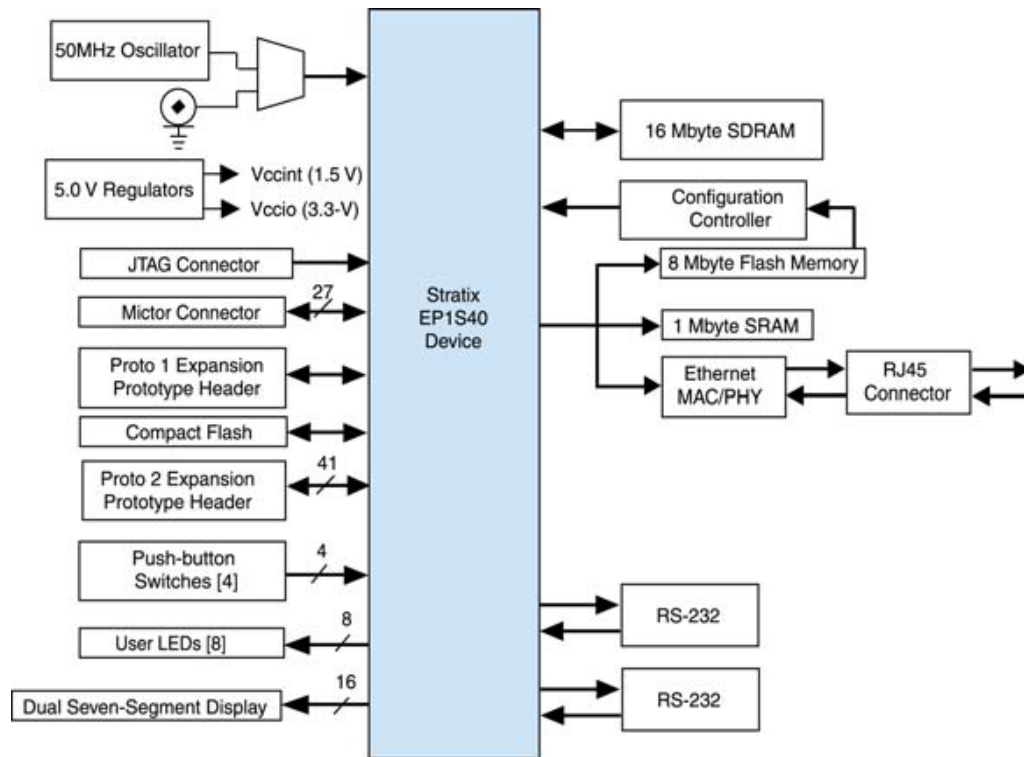 50MHz Oscillator
5.0 V Regulators
Vccint (1.5 V)
Vccio (3.3-V)
JTAG Connector
27
Mictor Connector
Proto 1 Expansion
Prototype Header
Compact Flash
41
Proto 2 Expansion
Prototype Header
4
Push-button
Switches [4]
8
User LEDs [8]
16
Dual Seven-Segment Display
Stratix
EP1S40
Device
16 Mbyte SDRAM
Configuration
Controller
8 Mbyte Flash Memory
1 Mbyte SRAM
Ethernet
MAC/PHY
RJ45
Connector
RS-232
RS-232